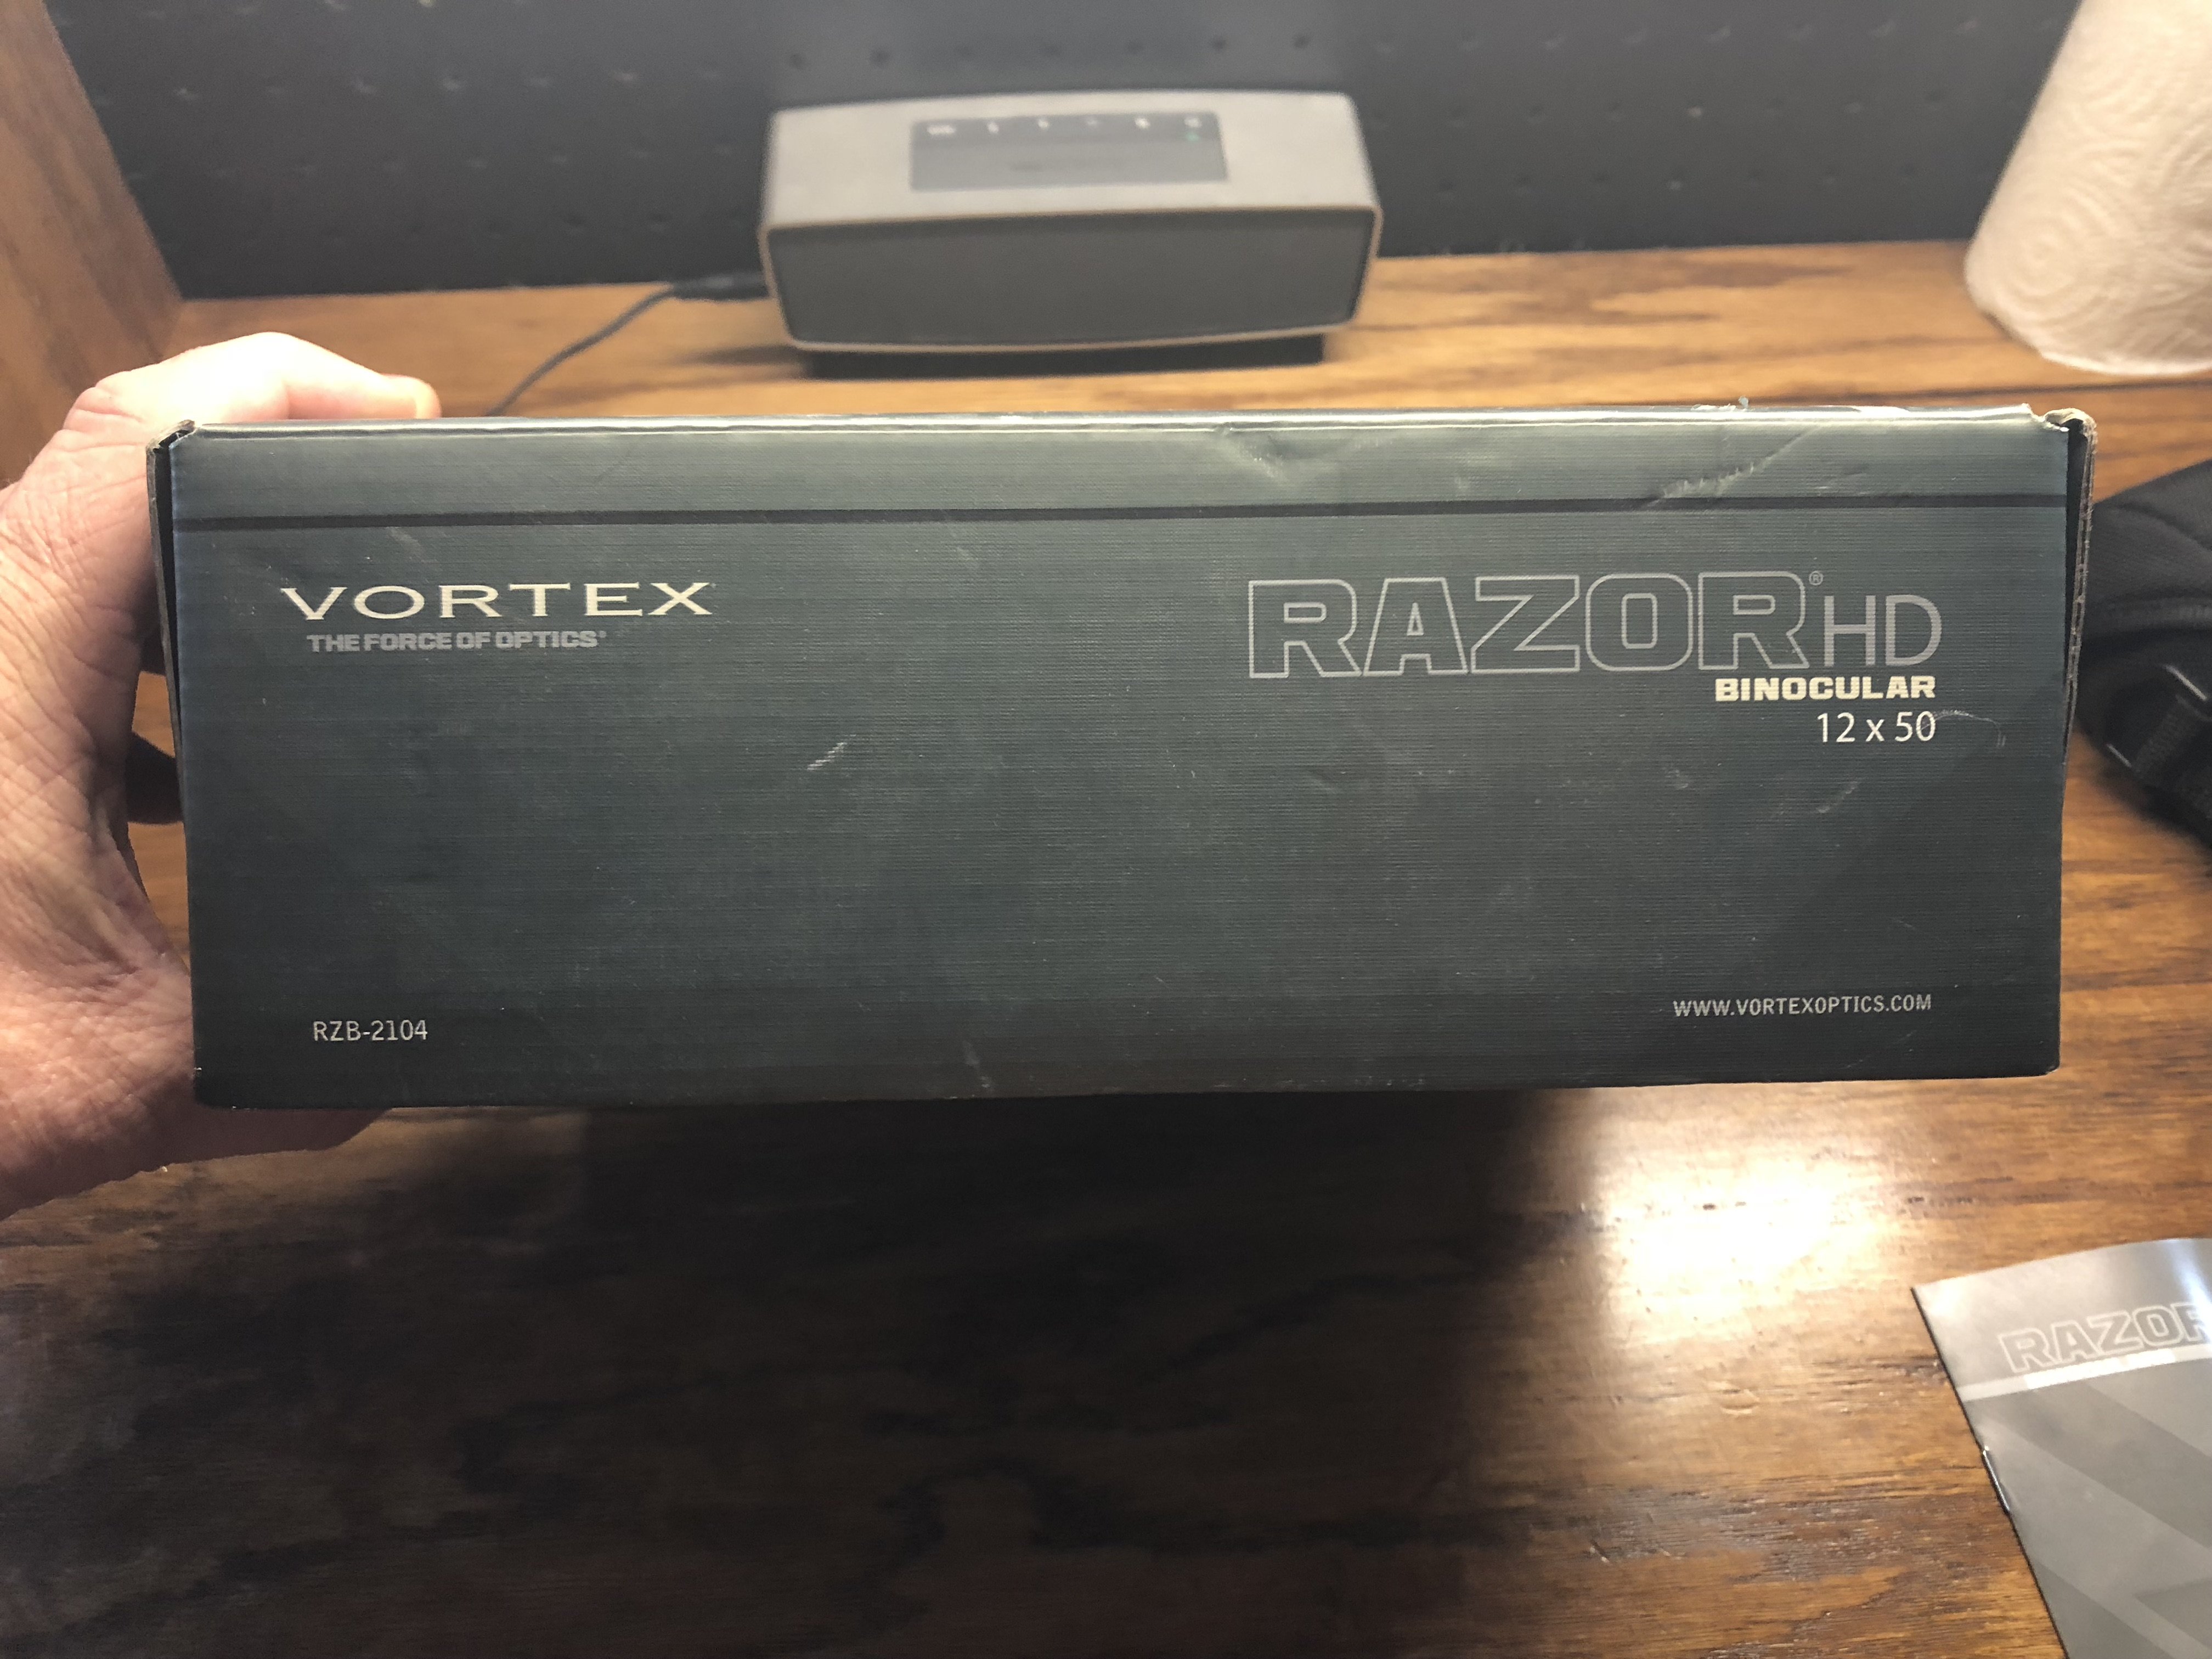 VORTEX
THE FORCE OF OPTICS®
RAZOR® HD
BINOCULAR
12 x 50
RZB-2104
WWW.VORTEXOPTICS.COM
RAZOR